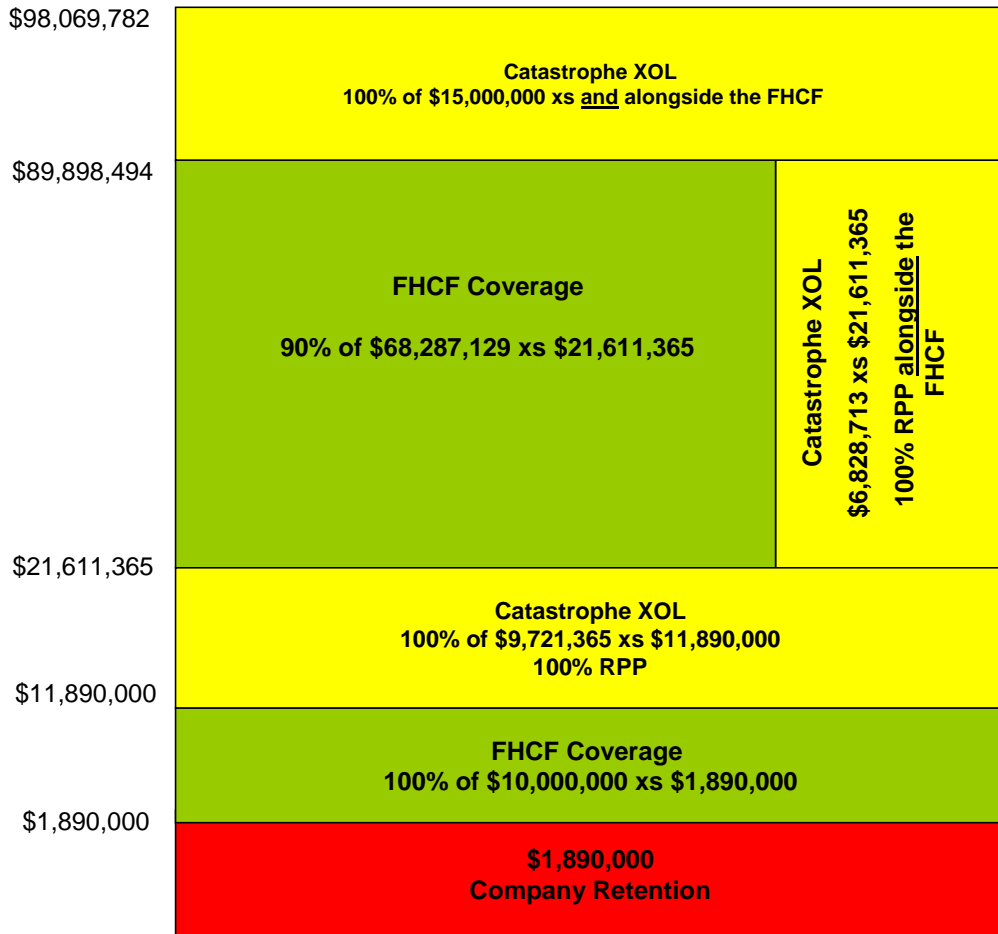 $98,069,782
Catastrophe XOL
100% of $15,000,000 xs and alongside the FHCF
$89,898,494
FHCF Coverage
90% of $68,287,129 xs $21,611,365
Catastrophe XOL
$6,828,713 xs $21,611,365
100% RPP alongside the
FHCF
$21,611,365
Catastrophe XOL
100% of $9,721,365 xs $11,890,000
100% RPP
$11,890,000
FHCF Coverage
100% of $10,000,000 xs $1,890,000
$1,890,000
$1,890,000
Company Retention